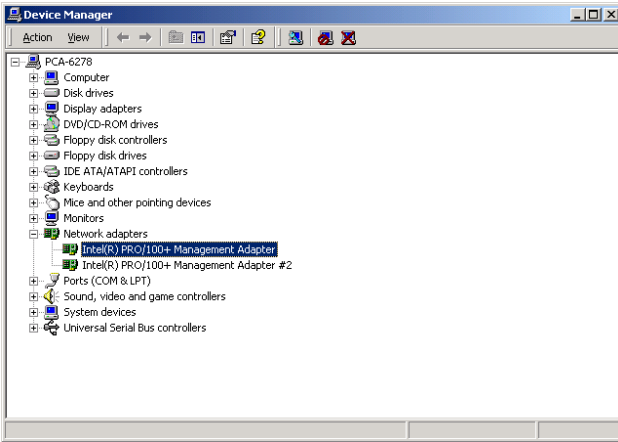 Device Manager
Action View
PCA-6278
Computer
Disk drives
Display adapters
DVD/CD-ROM drives
Floppy disk controllers
Floppy disk drives
IDE ATA/ATAPI controllers
Keyboards
Mice and other pointing devices
Monitors
Network adapters
Intel(R) PRO/100+ Management Adapter
Intel(R) PRO/100+ Management Adapter #2
Ports (COM & LPT)
Sound, video and game controllers
System devices
Universal Serial Bus controllers